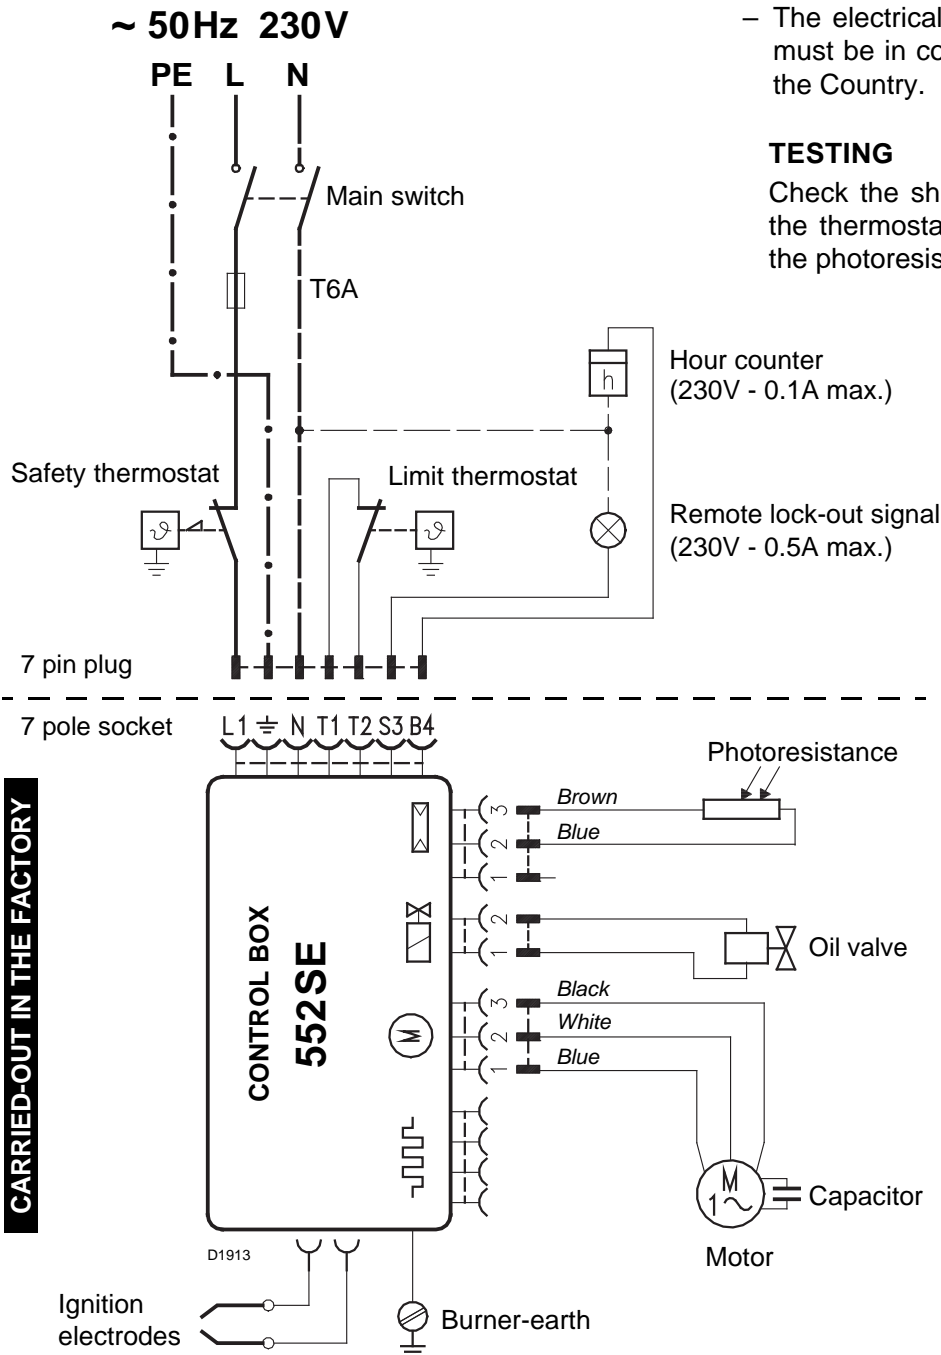 ~ 50Hz 230V
PE L N
Main switch
T6A
– The electrical
must be in co
the Country.
TESTING
Check the sh
the thermosta
the photoresis
h
Hour counter
(230V - 0.1A max.)
Safety thermostat
Limit thermostat
ϑ
ϑ
Remote lock-out signal
(230V - 0.5A max.)
7 pin plug
7 pole socket
L1 N T1 T2 S3 B4
CARRIED-OUT IN THE FACTORY
CONTROL BOX
552SE
Photoresistance
3 Brown
2 Blue
1
2
1
Oil valve
M
3 Black
2 White
1 Blue
M
1~
Capacitor
Motor
D1913
Ignition
electrodes
Burner-earth